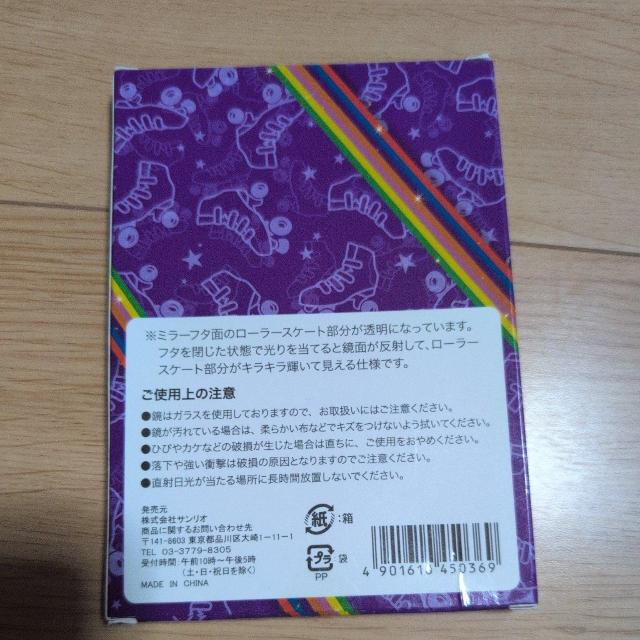 ※ミラーフタ面のローラースケート部分が透明になっています。
フタを閉じた状態で光りを当てると鏡面が反射して、ローラー
スケート部分がキラキラ輝いて見える仕様です。
ご使用上の注意
●鏡はガラスを使用しておりますので、お取扱いにはご注意ください。
●鏡が汚れている場合は、柔らかい布などでキズをつけないよう拭いてください。
●ひびやカケなどの破損が生じた場合は直ちに、ご使用をおやめください。
●落下や強い衝撃は破損の原因となりますのでご注意ください。
●直射日光が当たる場所に長時間放置しないでください。
発売元
株式会社サンリオ
商品に関するお問い合わせ先
〒141-8603 東京都品川区大崎1-11-1
TEL 03-3779-8305
受付時間:午前10時〜午後5時
(土・日・祝日を除く)
MADE IN CHINA
紙 :箱
プラ 袋
PP
4 901610 450369